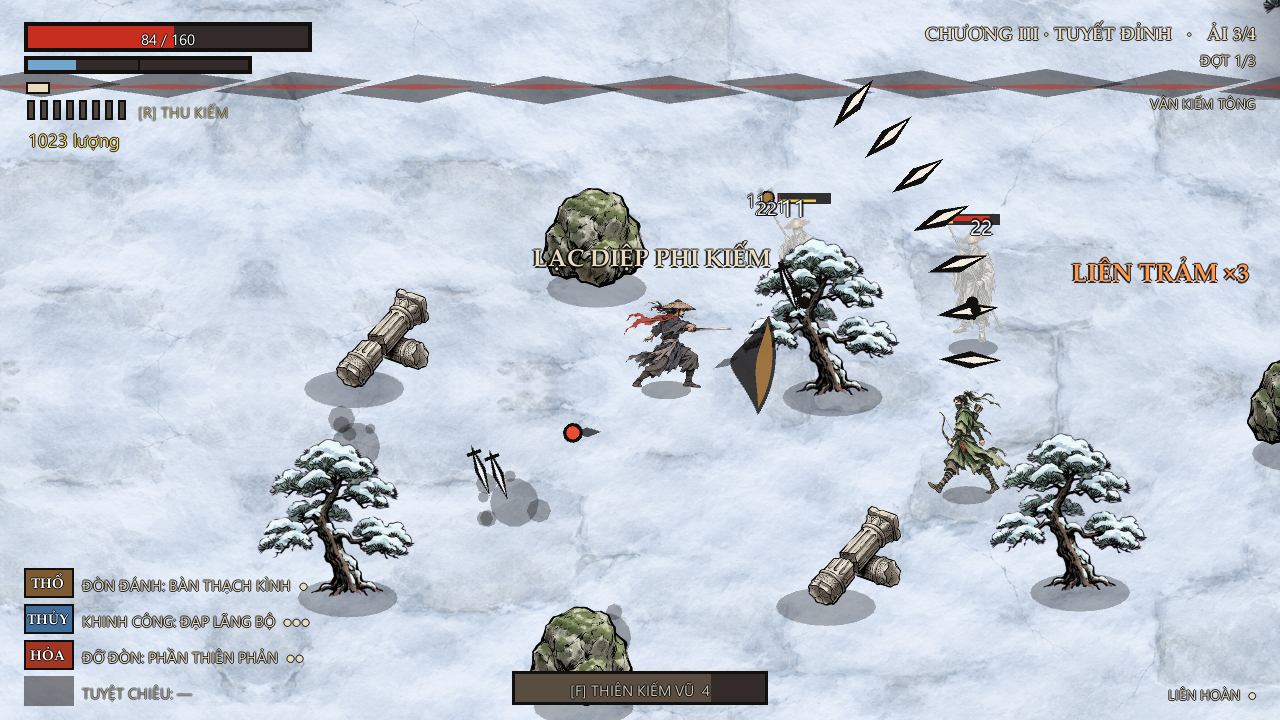 84 / 160
CHƯƠNG III · TUYẾT ĐỈNH · ẢI 3/4
ĐỢT 1/3
VẠN KIẾM TÔNG
[R] THU KIẾM
1023 lượng
22
11
22
LẠC DIỆP PHI KIẾM
LIÊN TRẢM ×3
THỔ ĐÒN ĐÁNH: BÀN THẠCH KÌNH
THỦY KHINH CÔNG: ĐẠP LÃNG BỘ
HỎA ĐỠ ĐÒN: PHẦN THIÊN PHẢN
TUYỆT CHIÊU: —
[F] THIÊN KIẾM VŨ 4
LIÊN HOÀN